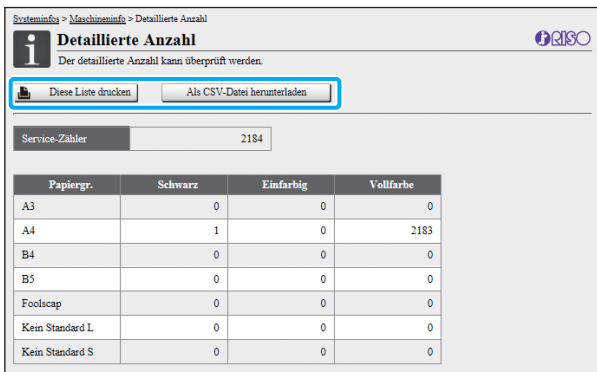 Systeminfos > Maschineninfo > Detaillierte Anzahl
Detaillierte Anzahl
RISO
Der detaillierte Anzahl kann überprüft werden.
Diese Liste drucken Als CSV-Datei herunterladen
Service-Zähler 2184
Papiergr. Schwarz Einfarbig Vollfarbe
A3 0 0 0
A4 1 0 2183
B4 0 0 0
B5 0 0 0
Foolscap 0 0 0
Kein Standard L 0 0 0
Kein Standard S 0 0 0